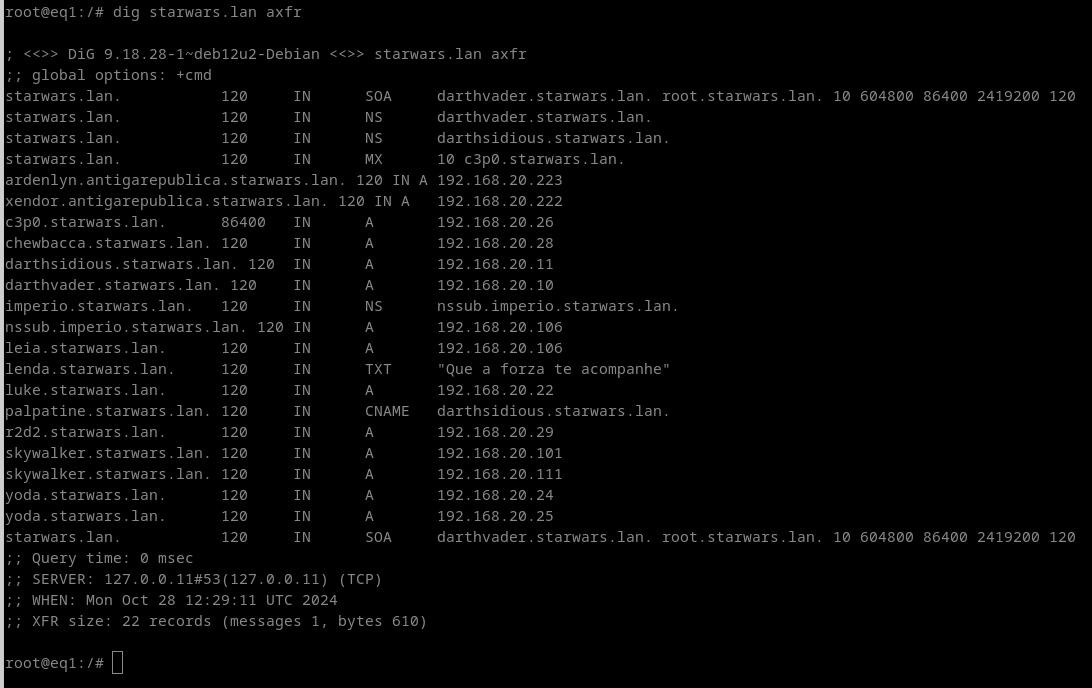 root@eq1:/# dig starwars.lan axfr
; <<>> DiG 9.18.28-1~deb12u2-Debian <<>> starwars.lan axfr
;; global options: +cmd
starwars.lan. 120 IN SOA darthvader.starwars.lan. root.starwars.lan. 10 604800 86400 2419200 120
starwars.lan. 120 IN NS darthvader.starwars.lan.
starwars.lan. 120 IN NS darthsidious.starwars.lan.
starwars.lan. 120 IN MX 10 c3p0.starwars.lan.
ardenlyn.antigarepublica.starwars.lan. 120 IN A 192.168.20.223
xendor.antigarepublica.starwars.lan. 120 IN A 192.168.20.222
c3p0.starwars.lan. 86400 IN A 192.168.20.26
chewbacca.starwars.lan. 120 IN A 192.168.20.28
darthsidious.starwars.lan. 120 IN A 192.168.20.11
darthvader.starwars.lan. 120 IN A 192.168.20.10
imperio.starwars.lan. 120 IN NS nssub.imperio.starwars.lan.
nssub.imperio.starwars.lan. 120 IN A 192.168.20.106
leia.starwars.lan. 120 IN A 192.168.20.106
lenda.starwars.lan. 120 IN TXT "Que a forza te acompanhe"
luke.starwars.lan. 120 IN A 192.168.20.22
palpatine.starwars.lan. 120 IN CNAME darthsidious.starwars.lan.
r2d2.starwars.lan. 120 IN A 192.168.20.29
skywalker.starwars.lan. 120 IN A 192.168.20.101
skywalker.starwars.lan. 120 IN A 192.168.20.111
yoda.starwars.lan. 120 IN A 192.168.20.24
yoda.starwars.lan. 120 IN A 192.168.20.25
starwars.lan. 120 IN SOA darthvader.starwars.lan. root.starwars.lan. 10 604800 86400 2419200 120
;; Query time: 0 msec
;; SERVER: 127.0.0.11#53(127.0.0.11) (TCP)
;; WHEN: Mon Oct 28 12:29:11 UTC 2024
;; XFR size: 22 records (messages 1, bytes 610)
root@eq1:/#